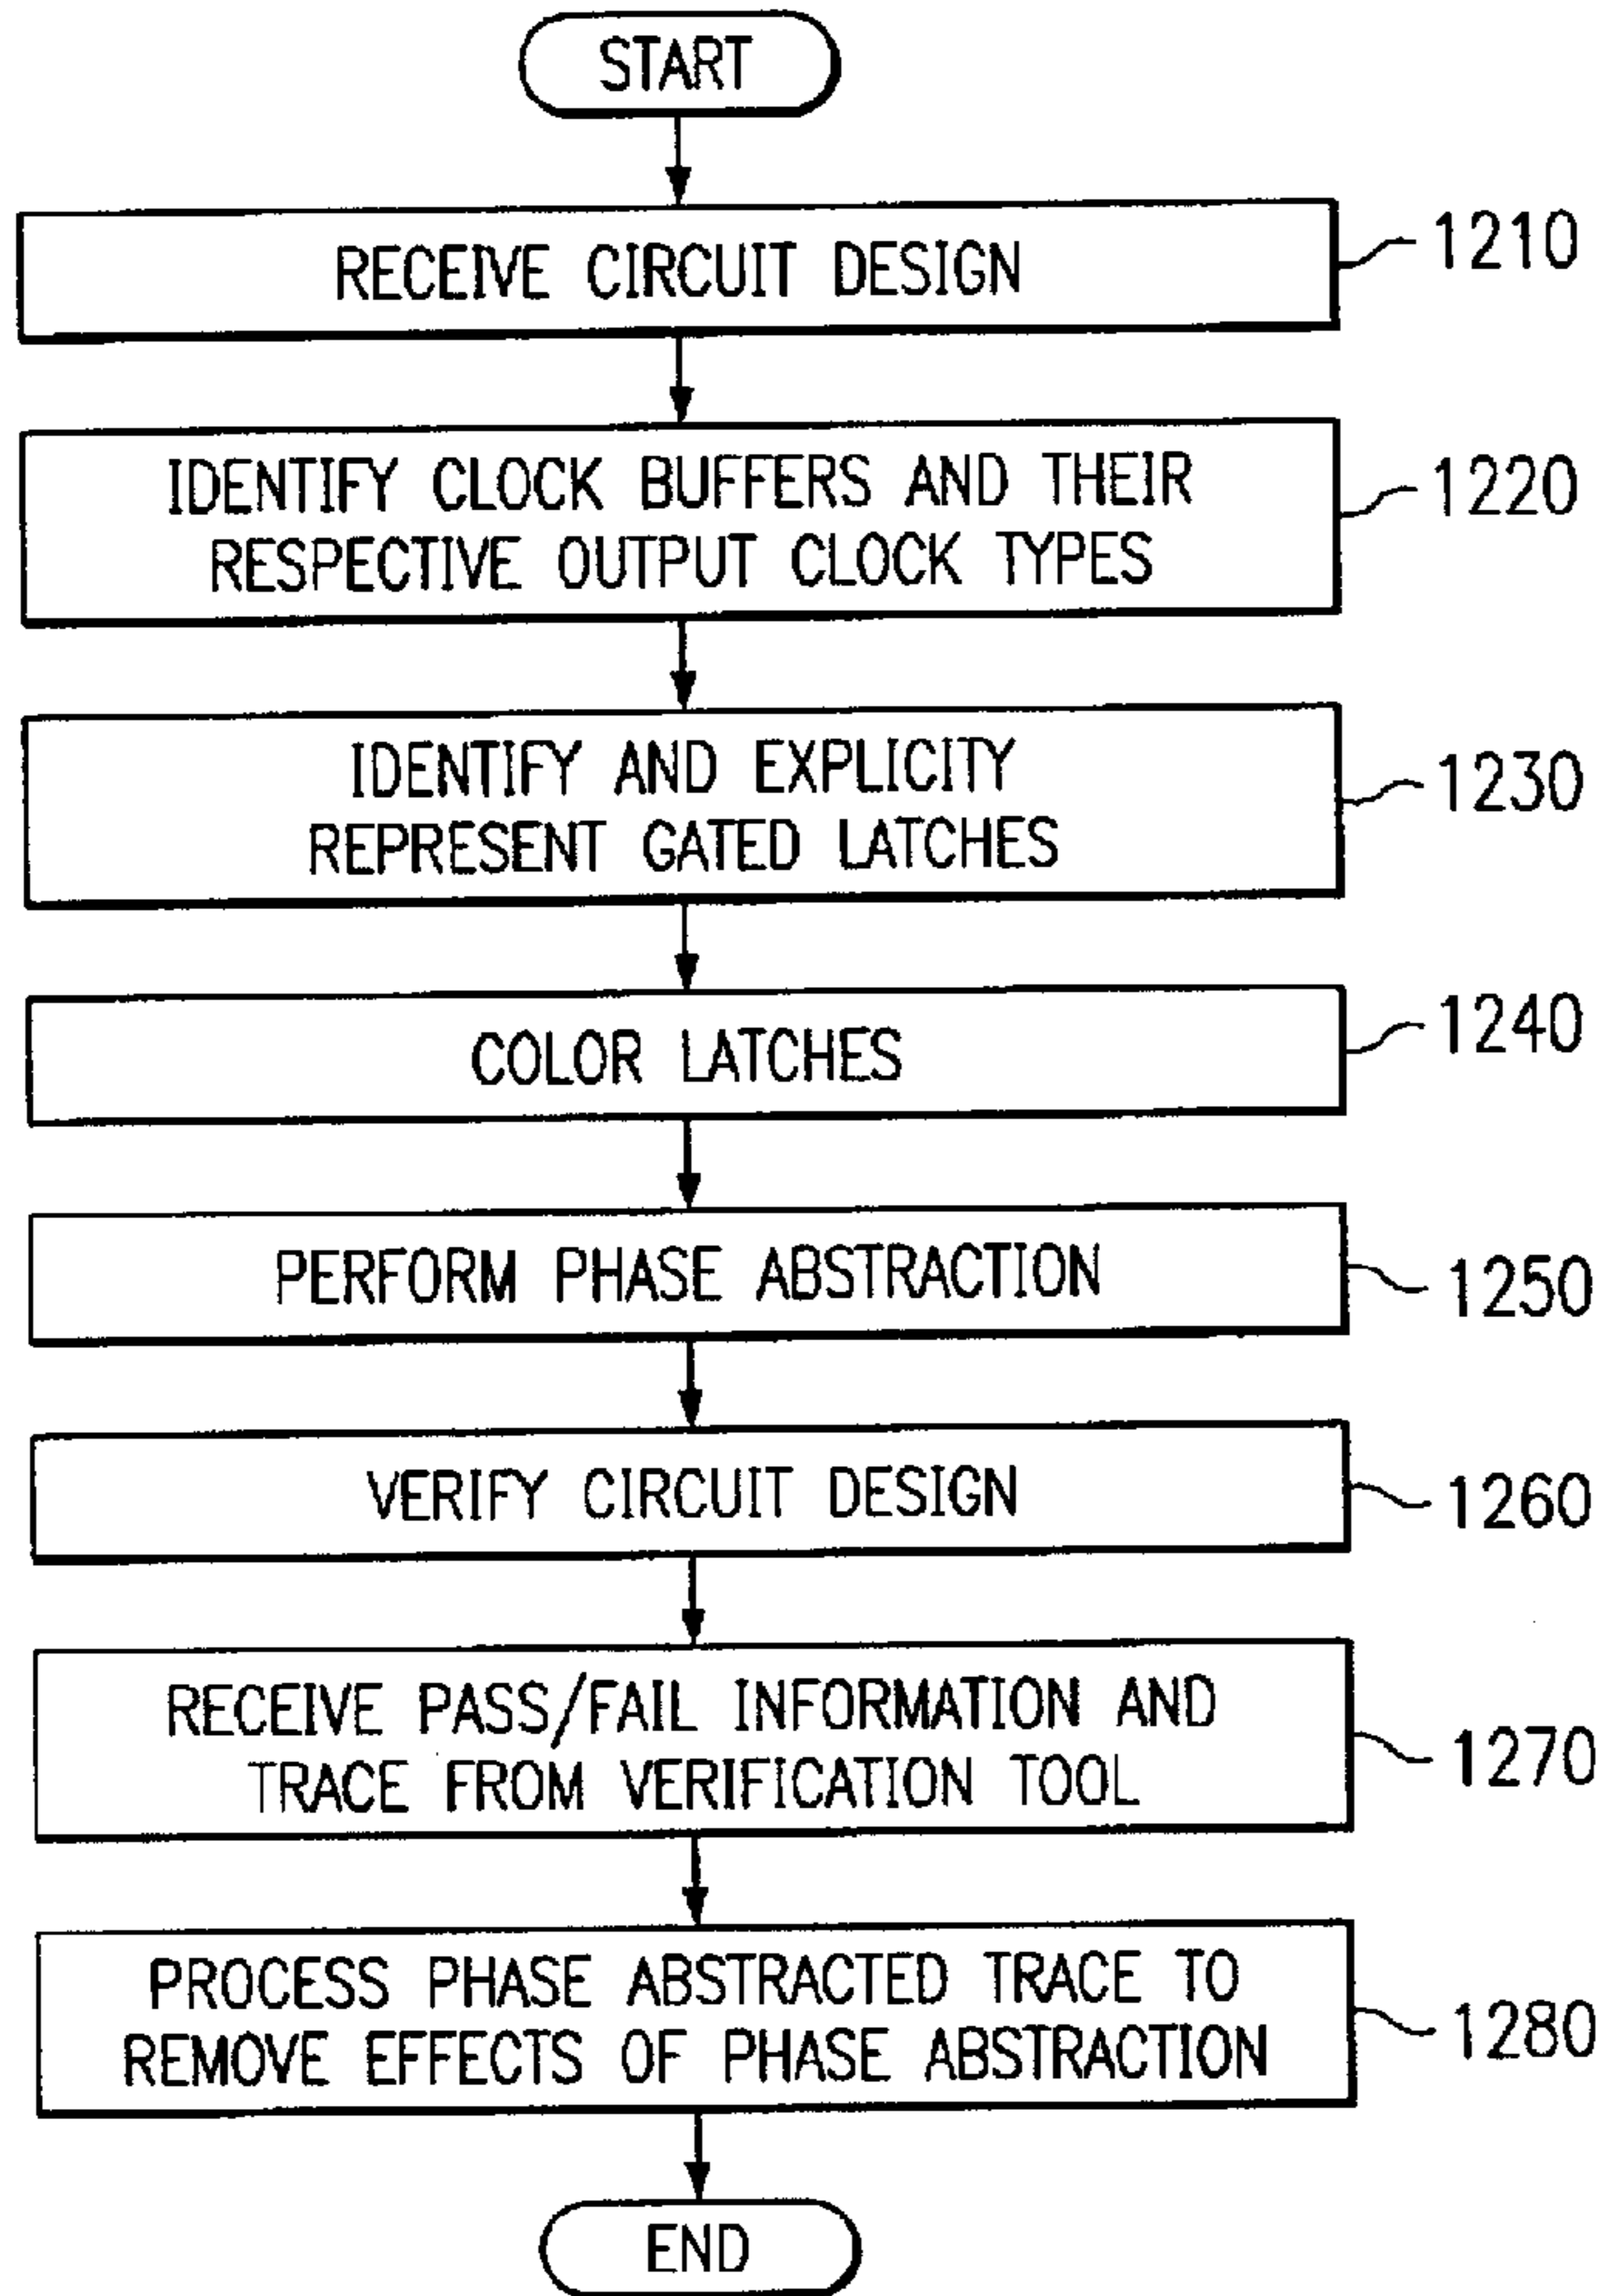 START
RECEIVE CIRCUIT DESIGN
1210
IDENTIFY CLOCK BUFFERS AND THEIR
RESPECTIVE OUTPUT CLOCK TYPES
1220
IDENTIFY AND EXPLICITY
REPRESENT GATED LATCHES
1230
COLOR LATCHES
1240
PERFORM PHASE ABSTRACTION
1250
VERIFY CIRCUIT DESIGN
1260
RECEIVE PASS/FAIL INFORMATION AND
TRACE FROM VERIFICATION TOOL
1270
PROCESS PHASE ABSTRACTED TRACE TO
REMOVE EFFECTS OF PHASE ABSTRACTION
1280
END